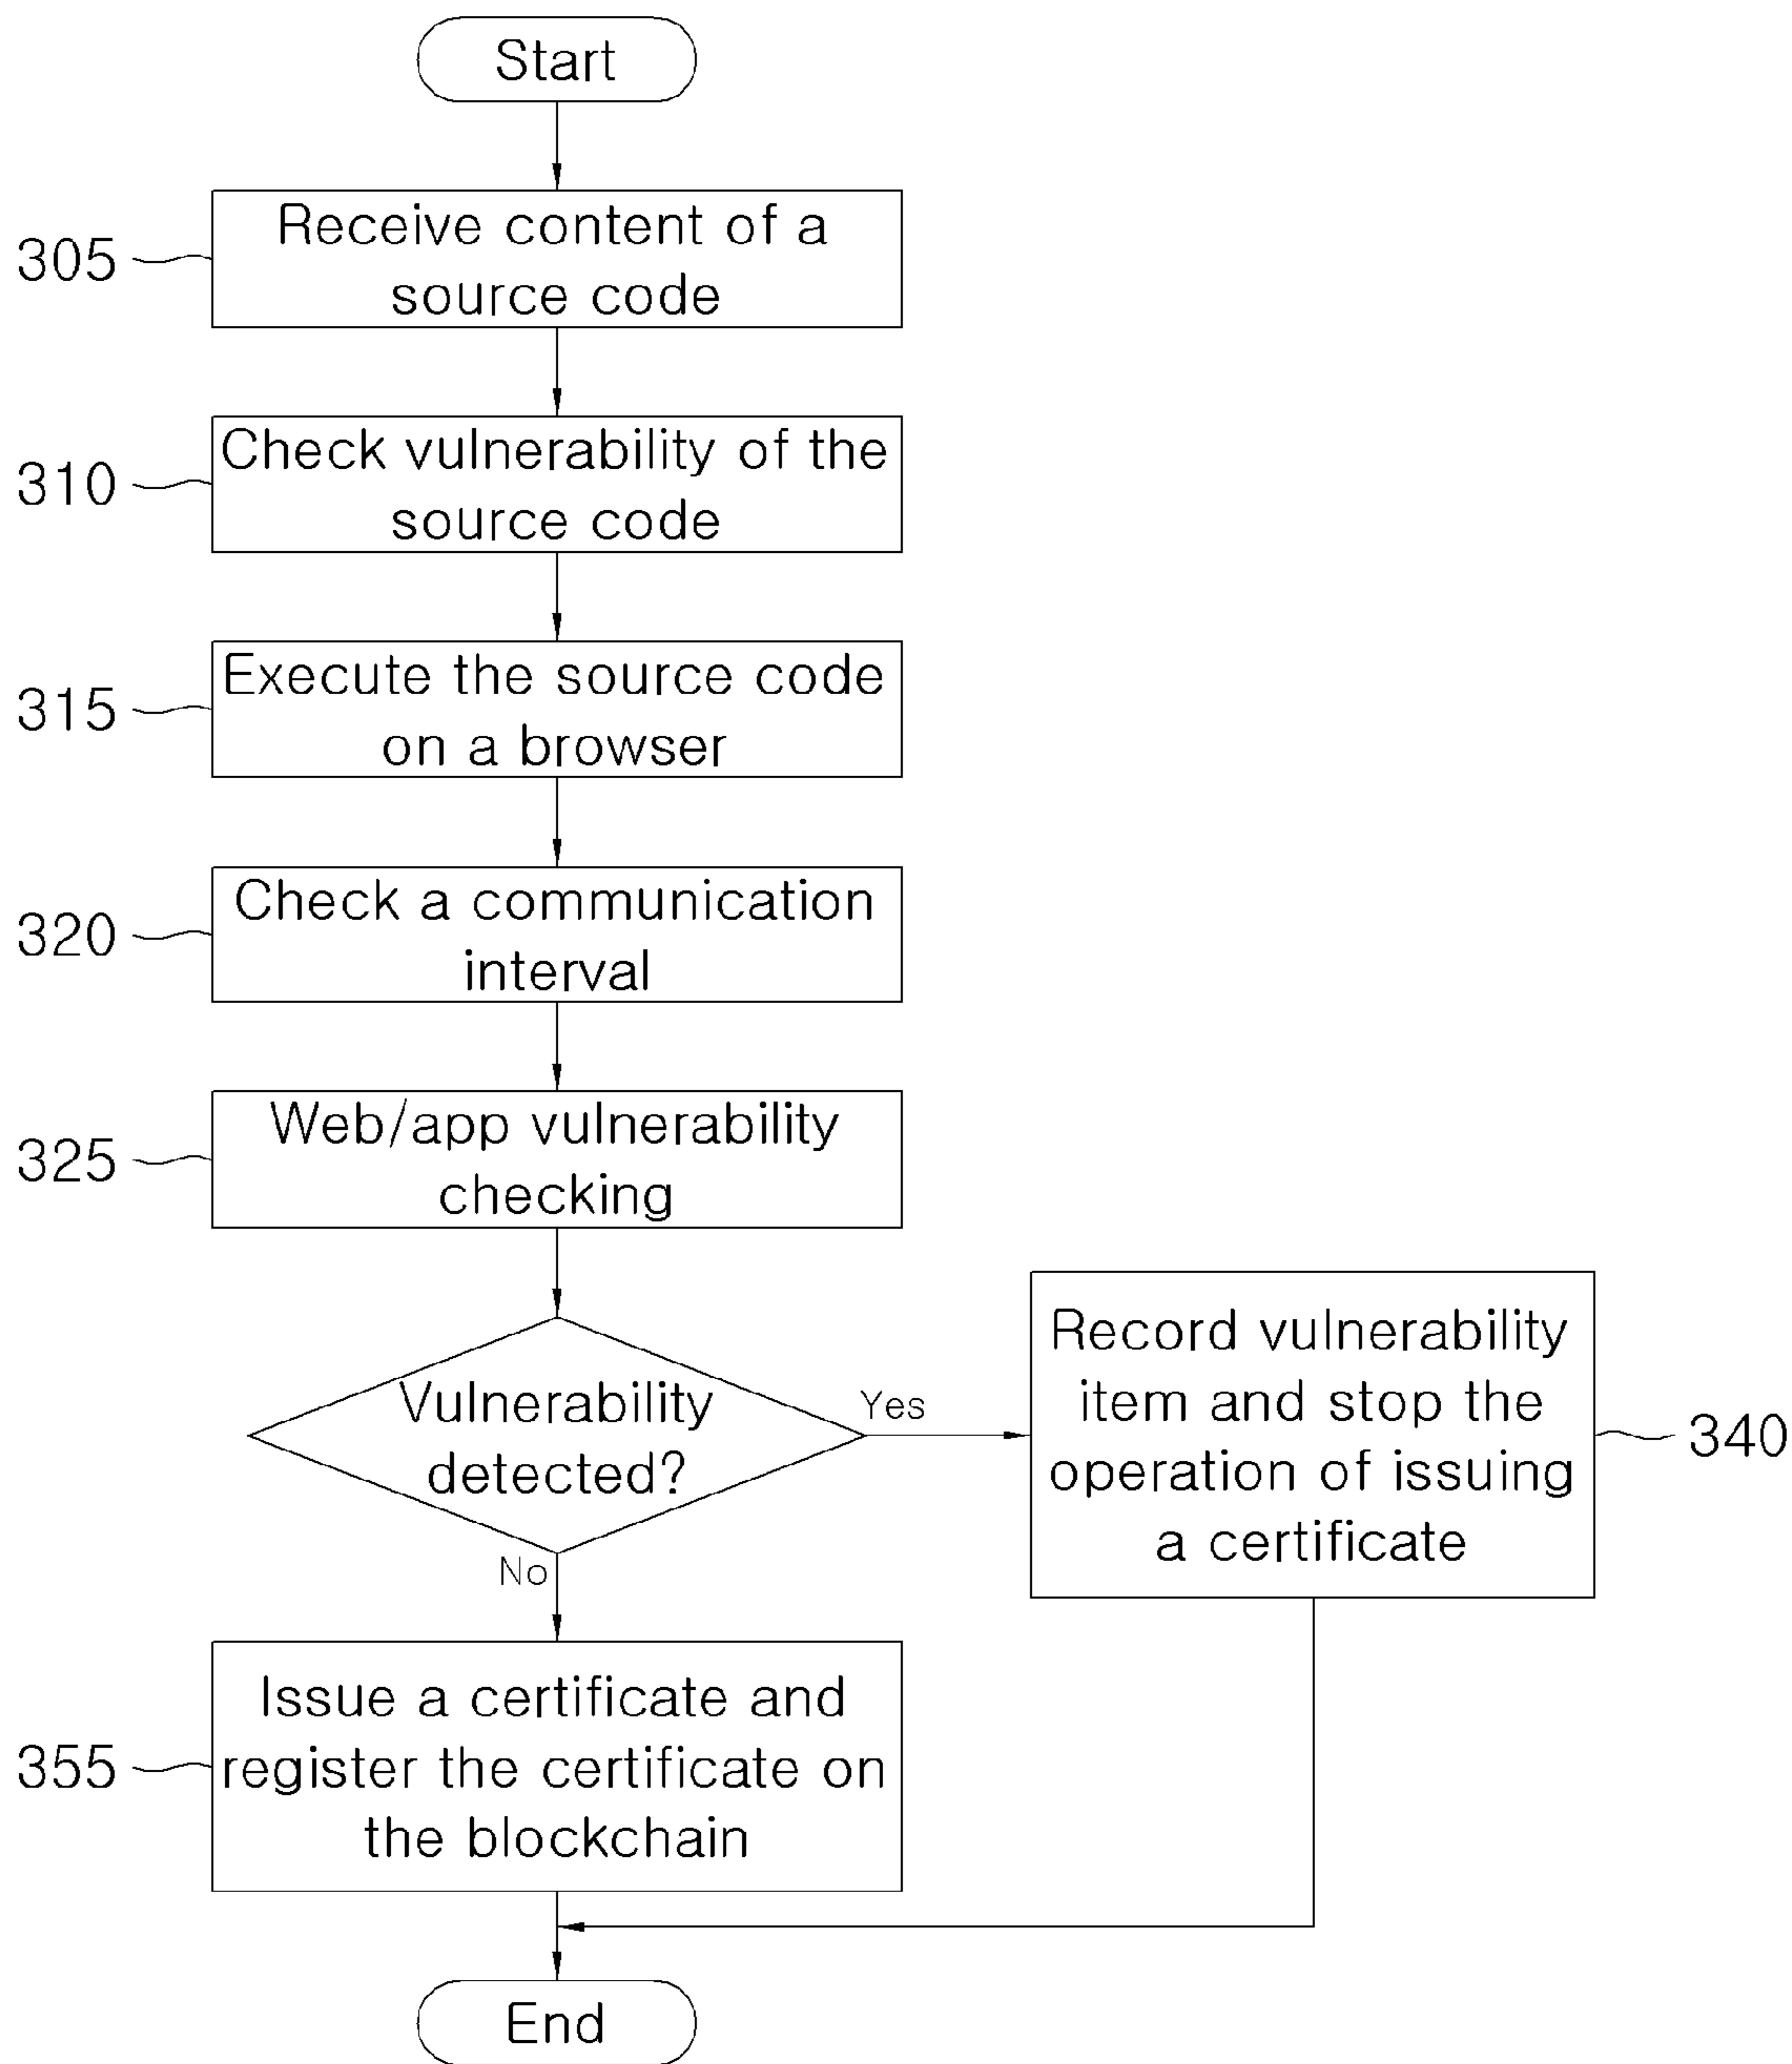 Start
305
Receive content of a
source code
310
Check vulnerability of the
source code
315
Execute the source code
on a browser
320
Check a communication
interval
325
Web/app vulnerability
checking
Vulnerability
detected?
Yes
No
Record vulnerability
item and stop the
operation of issuing
a certificate
340
355
Issue a certificate and
register the certificate on
the blockchain
End